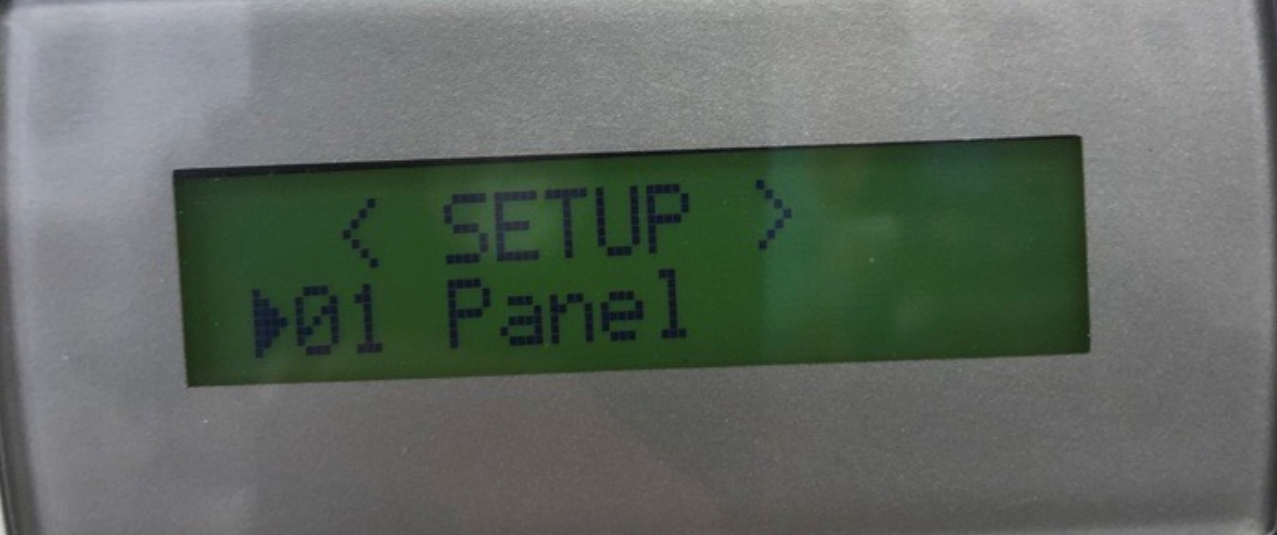 < SETUP >
▶01 Panel